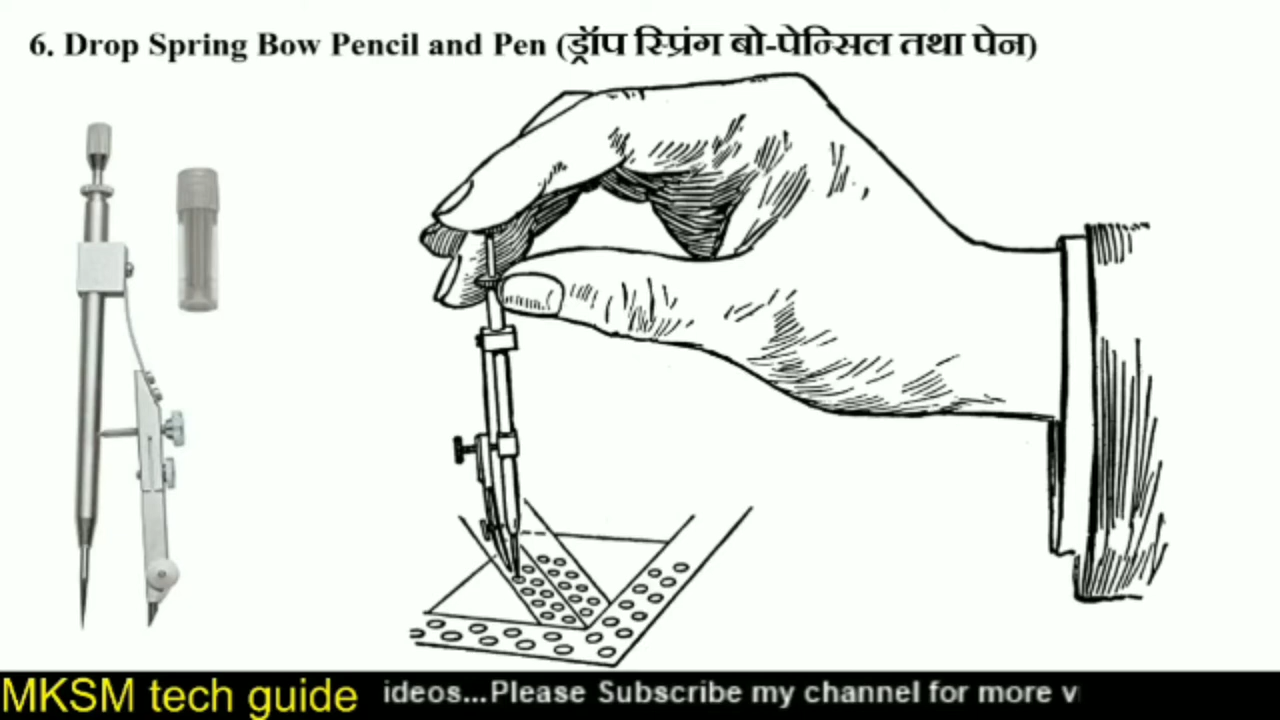 6. Drop Spring Bow Pencil and Pen (ड्रॉप स्प्रिंग बो-पेन्सिल तथा पेन)
MKSM tech guide
ideos...Please Subscribe my channel for more v